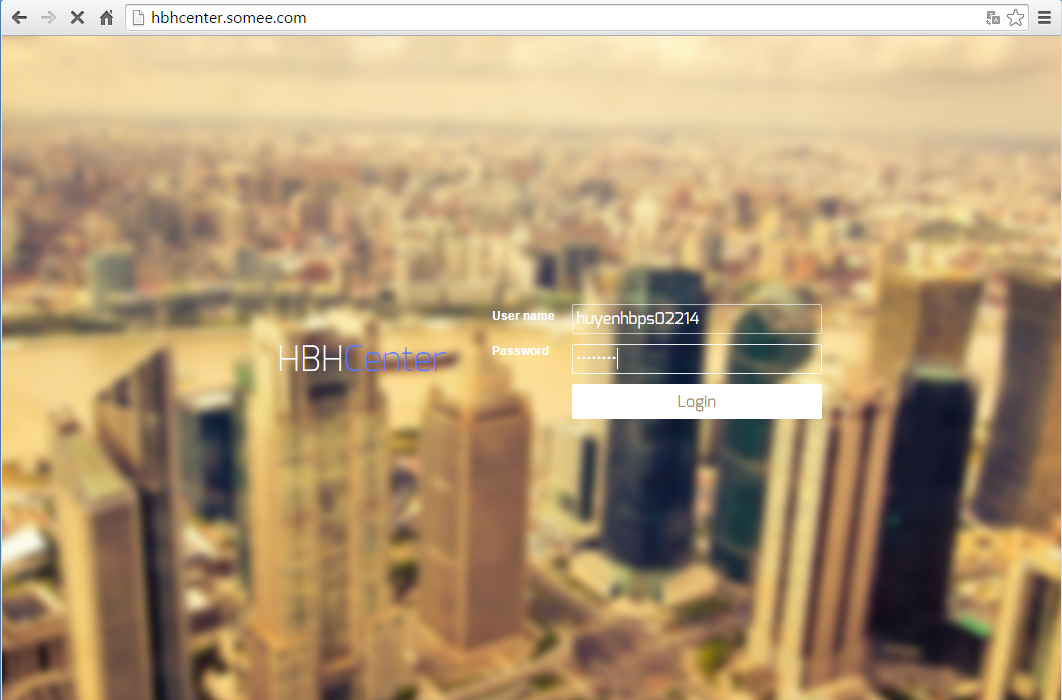 hbhcenter.somee.com
User name huyenhbps02214
HBHCenter
Password ••••••••
Login